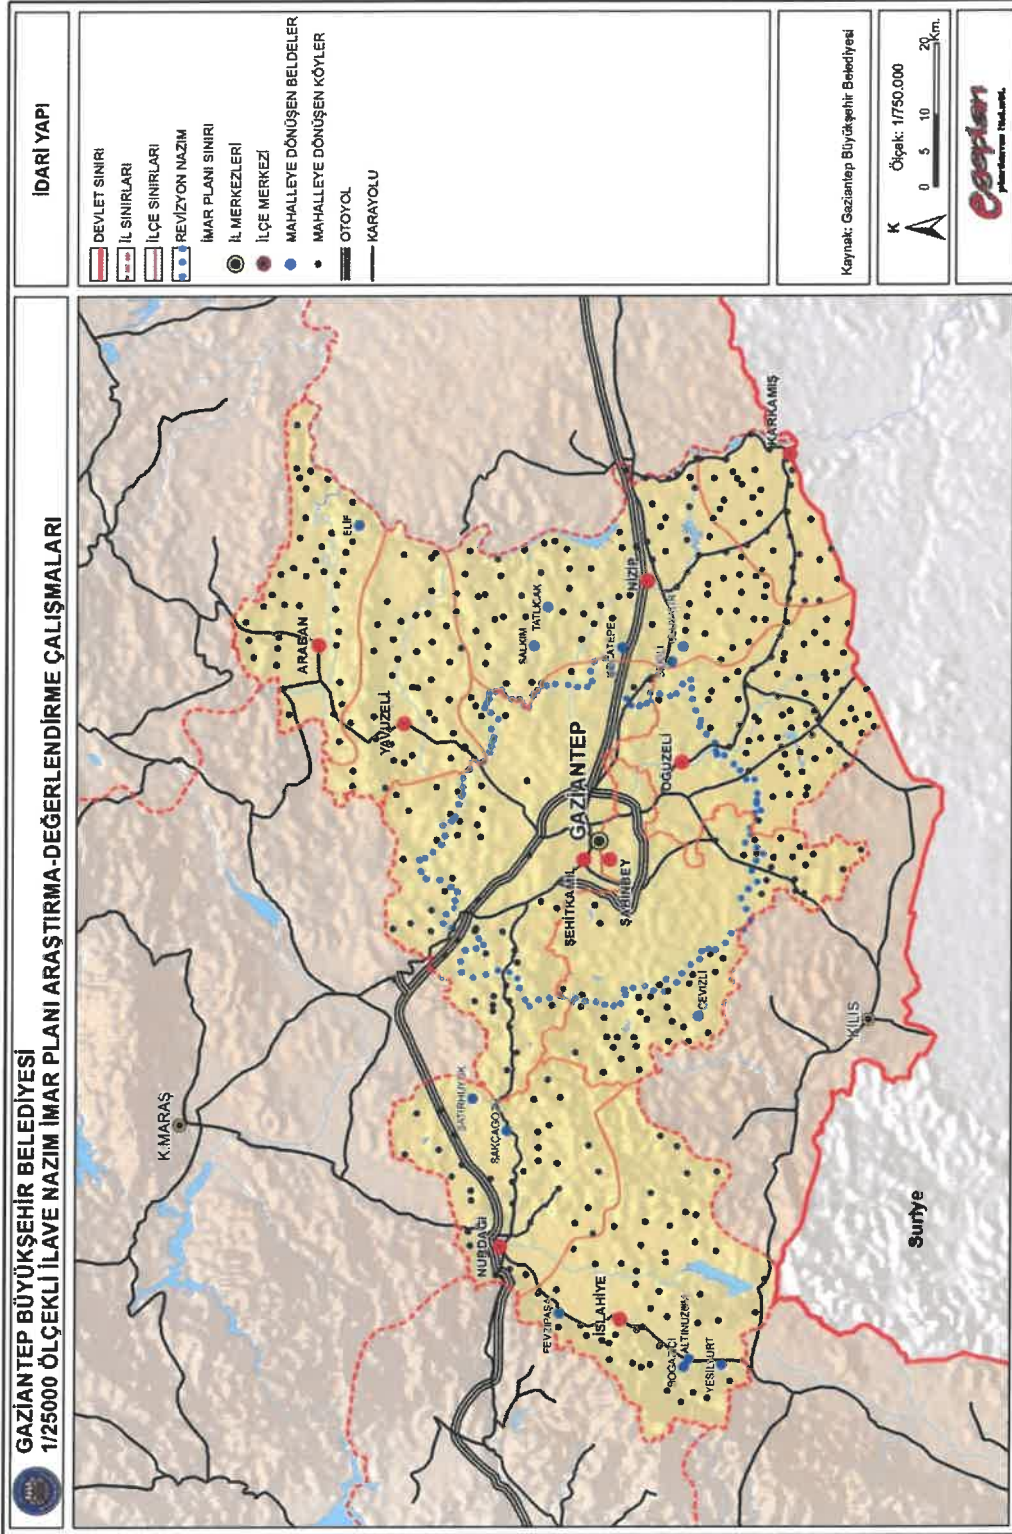 GAZİANTEP BÜYÜKŞEHİR BELEDİYESİ
1/25000 ÖLÇEKLİ İLAVE NAZIM İMAR PLANI ARAŞTIRMA-DEĞERLENDİRME ÇALIŞMALARI
İDARİ YAPI
DEVLET SINIRI
İL SINIRLARI
İLÇE SINIRLARI
REVİZYON NAZIM
İMAR PLANI SINIRI
İL MERKEZLERİ
İLÇE MERKEZİ
MAHALLEYE DÖNÜŞEN BELDELER
MAHALLEYE DÖNÜŞEN KÖYLER
OTOYOL
KARAYOLU
Kaynak: Gaziantep Büyükşehir Belediyesi
K
Ölçek: 1/750.000
0 5 10 20
Km.
egeplan
K.MARAŞ
ARABAN
ELİF
YAVUZELİ
SALKIM
TATLICAK
NİZİP
KARKAMIŞ
GAZİANTEP
ŞEHİTKAMİL
ŞAHİNBEY
OĞUZELİ
SATIRHÜYÜK
SAKÇAGÖZ
NURDAĞI
FEVZİPAŞA
İSLAHİYE
BOĞAZİÇİ
ALTINÜZÜM
YEŞİLYURT
CEVİZLİ
KİLİS
Suriye